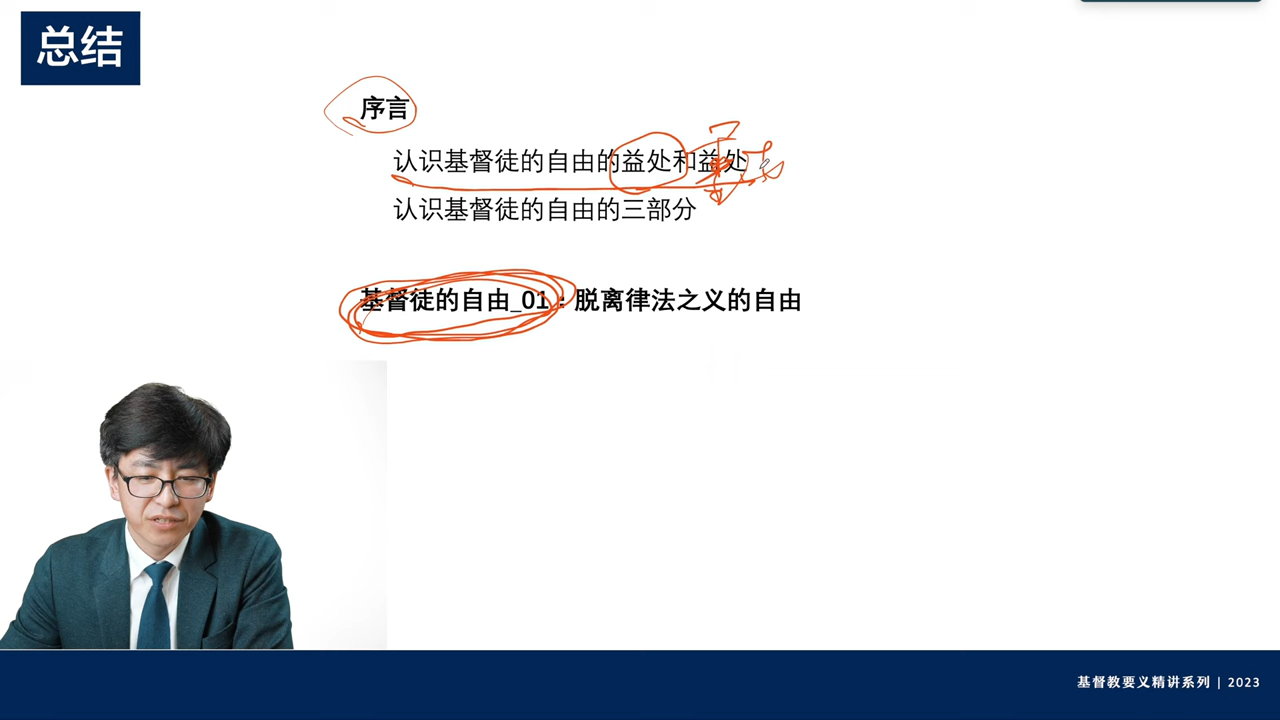 总结
序言
认识基督徒的自由的益处和益处
认识基督徒的自由的三部分
基督徒的自由_01：脱离律法之义的自由
基督教要义精讲系列 | 2023